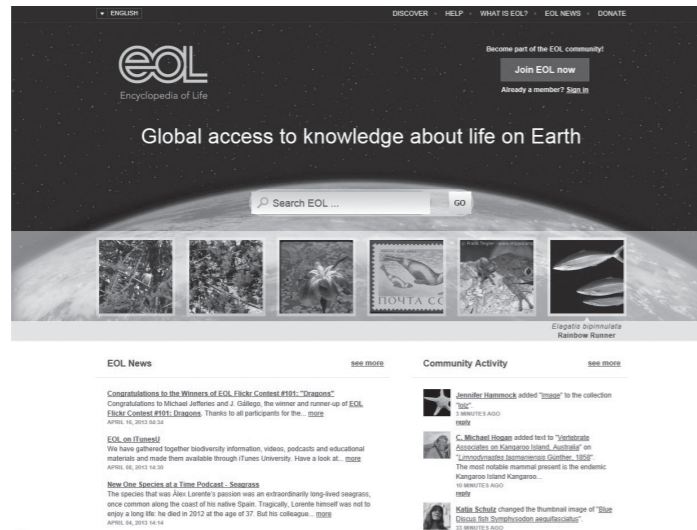 ENGLISH
DISCOVER HELP WHAT IS EOL? EOL NEWS DONATE
eOL
Encyclopedia of Life
Become part of the EOL community!
Join EOL now
Already a member? Sign in
Global access to knowledge about life on Earth
Search EOL ...
GO
ПОЧТА СС
Elagatis bipinnulata
Rainbow Runner
EOL News see more
Congratulations to the Winners of EOL Flickr Contest #101: "Dragons"
Congratulations to Michael Jefferies and J. Gállego, the winner and runner-up of EOL
Flickr Contest #101: Dragons. Thanks to all participants for the... more
APRIL 16, 2013 04:34
EOL on iTunesU
We have gathered together biodiversity information, videos, podcasts and educational
materials and made them available through iTunes University. Have a look at... more
APRIL 08, 2013 14:30
New One Species at a Time Podcast - Seagrass
The species that was Àlex Lorente's passion was an extraordinarily long-lived seagrass,
once common along the coast of his native Spain. Tragically, Lorente himself was not to
enjoy a long life: he died in 2012 at the age of 37. But his colleague... more
APRIL 04, 2013 14:14
Community Activity see more
Jennifer Hammock added "Image" to the collection
3 MINUTES AGO
reply
C. Michael Hogan added text to "Vertebrate
Associates on Kangaroo Island, Australia" on
"Limnodynastes tasmaniensis Günther, 1858".
The most notable mammal present is the endemic
Kangaroo Island Kangaroo...
10 MINUTES AGO
reply
Katja Schulz changed the thumbnail image of "Blue
Discus fish Symphysodon aequifasciatus".
33 MINUTES AGO